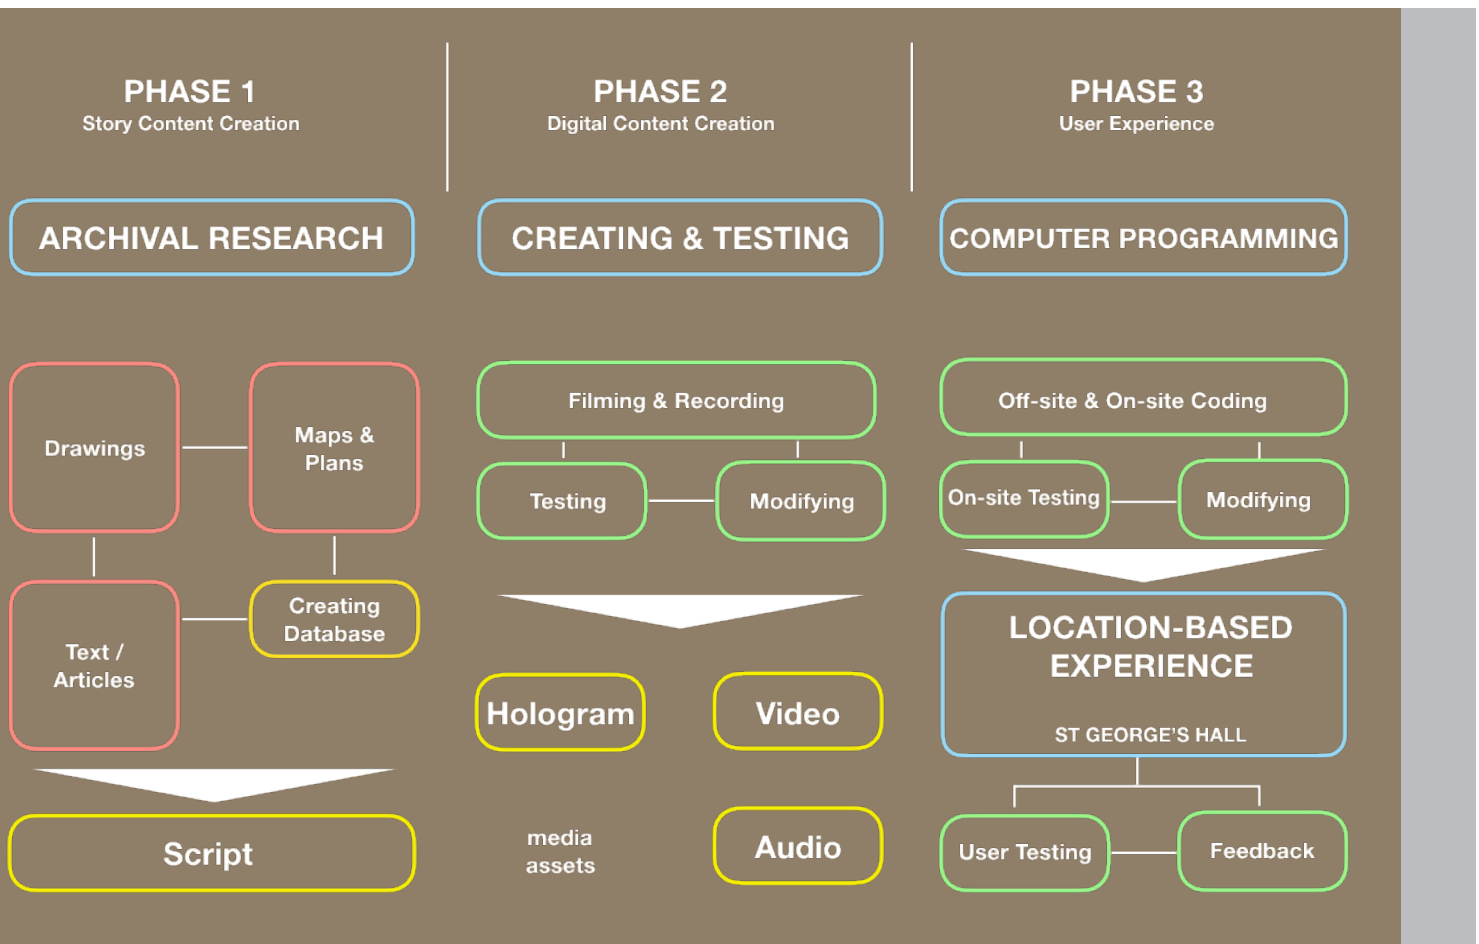 PHASE 1
Story Content Creation
PHASE 2
Digital Content Creation
PHASE 3
User Experience
ARCHIVAL RESEARCH
CREATING & TESTING
COMPUTER PROGRAMMING
Drawings
Maps &
Plans
Text /
Articles
Creating
Database
Script
Filming & Recording
Testing
Modifying
Hologram
Video
media
assets
Audio
Off-site & On-site Coding
On-site Testing
Modifying
LOCATION-BASED
EXPERIENCE
ST GEORGE'S HALL
User Testing
Feedback